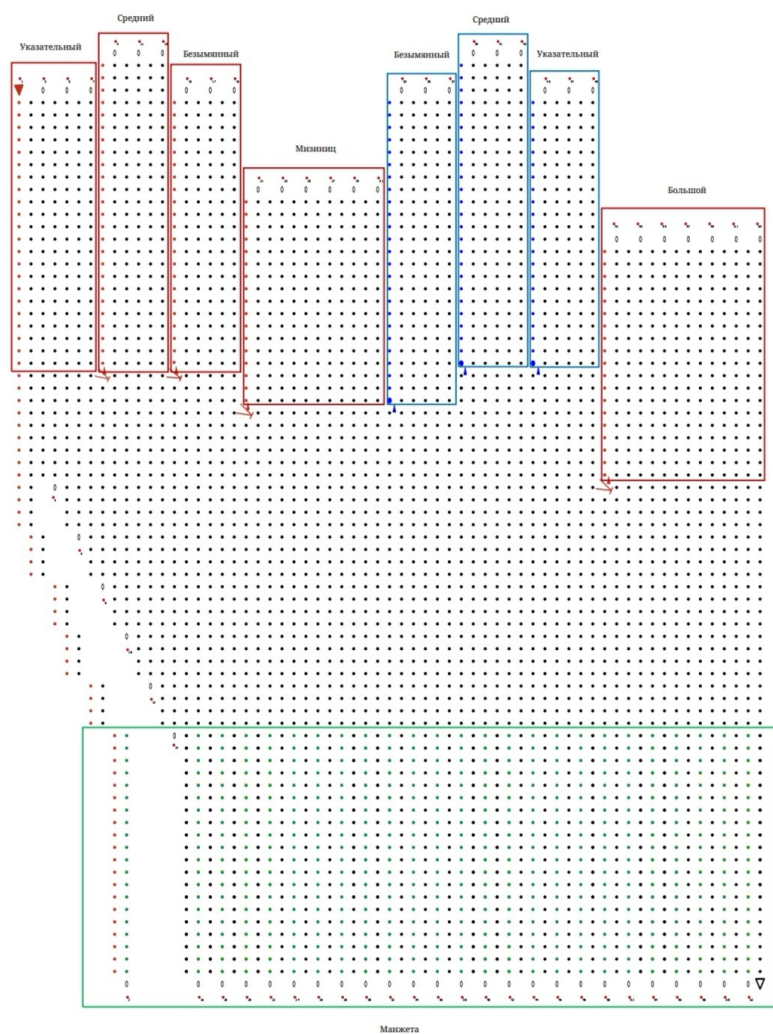 Указательный
Средний
Безымянный
Мизиниц
Безымянный
Средний
Указательный
Большой
Манжета